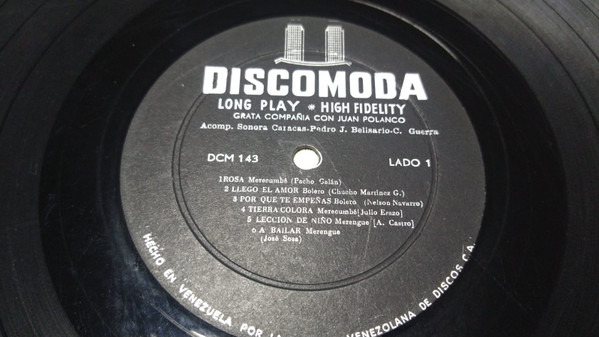 DISCOMODA
LONG PLAY * HIGH FIDELITY
GRATA COMPAÑIA CON JUAN POLANCO
Acomp. Sonora Caracas-Pedro J. Belisario-C. Guerra
DCM 143 LADO 1
1 ROSA Merecumbé (Pacho Galán)
2 LLEGO EL AMOR Bolero (Chucho Martínez G.)
3 POR QUE TE EMPEÑAS Bolero (Nelson Navarro)
4 TIERRA COLORA Merecumbé [Julio Erazo)
5 LECCION DE NIÑO Merengue [A. Castro]
6 A BAILAR Merengue
(José Sosa)
HECHO EN VENEZUELA POR VENEZOLANA DE DISCOS C.A.